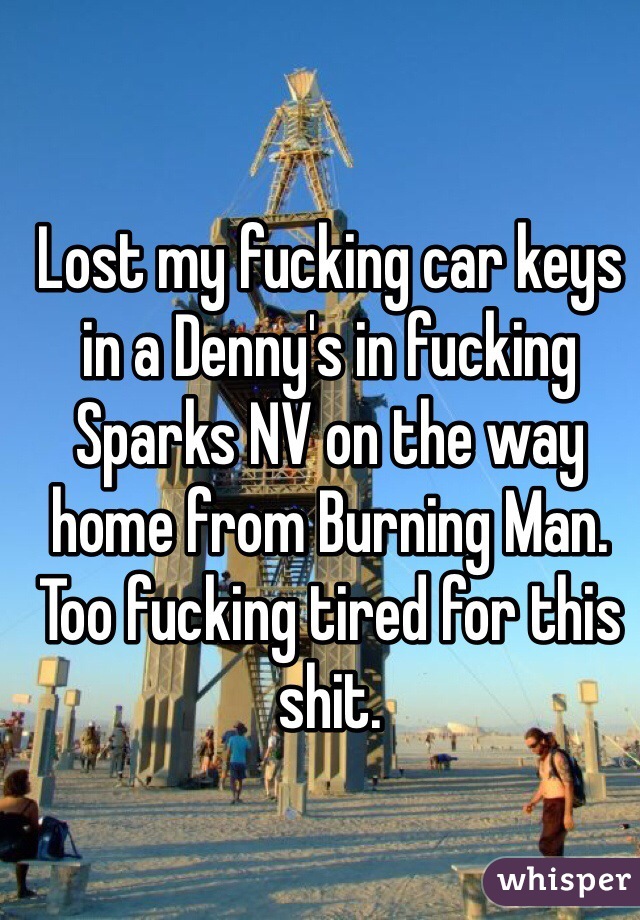 Lost my fucking car keys
in a Denny's in fucking
Sparks NV on the way
home from Burning Man.
Too fucking tired for this
shit.
whisper